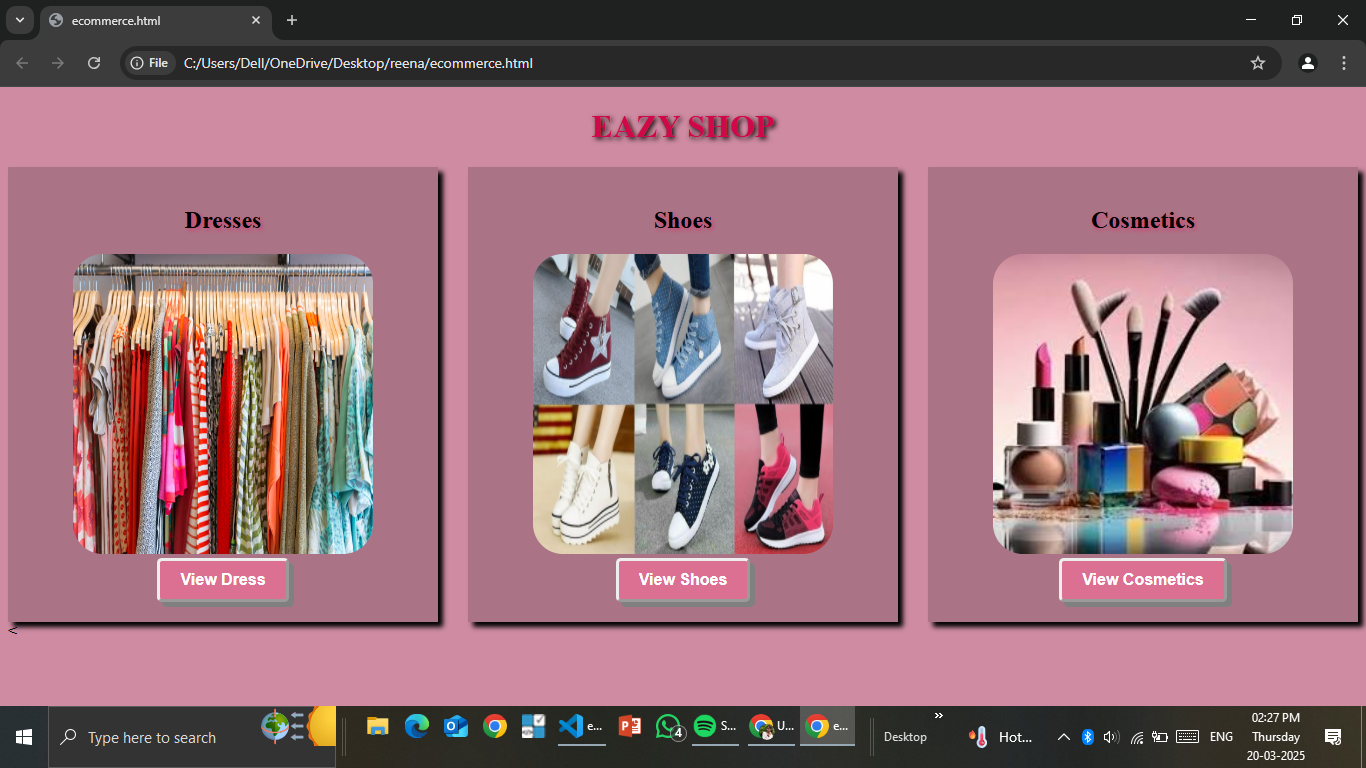 ecommerce.html
File
C:/Users/Dell/OneDrive/Desktop/reena/ecommerce.html
EAZY SHOP
Dresses
Shoes
Cosmetics
View Dress
View Shoes
View Cosmetics
<
Type here to search
e...
4
S...
U...
e...
Desktop
Hot...
ENG
02:27 PM
Thursday
20-03-2025